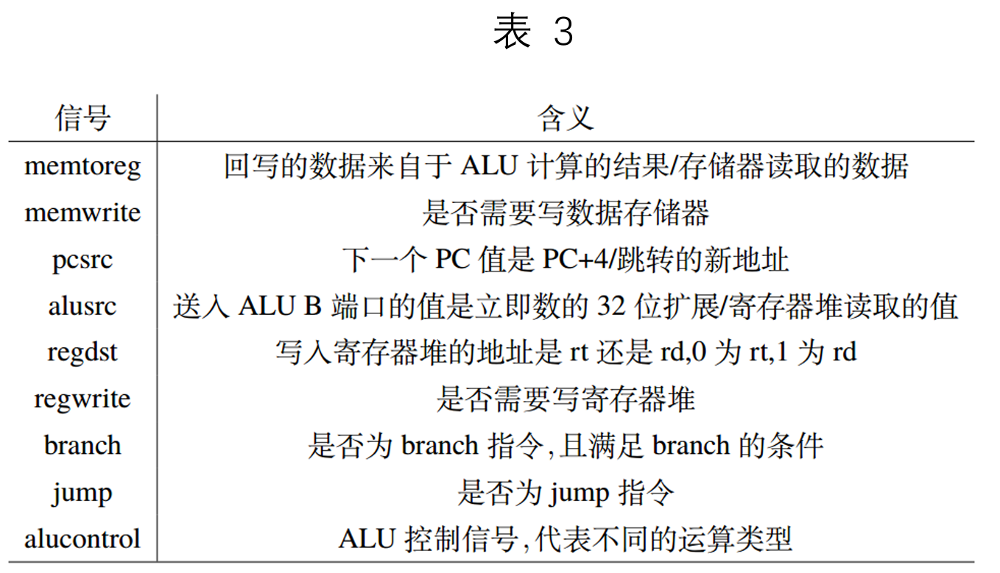 表 3
信号 含义
memtoreg 回写的数据来自于 ALU 计算的结果/存储器读取的数据
memwrite 是否需要写数据存储器
pcsrc 下一个 PC 值是 PC+4/跳转的新地址
alusrc 送入 ALU B 端口的值是立即数的 32 位扩展/寄存器堆读取的值
regdst 写入寄存器堆的地址是 rt 还是 rd,0 为 rt,1 为 rd
regwrite 是否需要写寄存器堆
branch 是否为 branch 指令,且满足 branch 的条件
jump 是否为 jump 指令
alucontrol ALU 控制信号,代表不同的运算类型